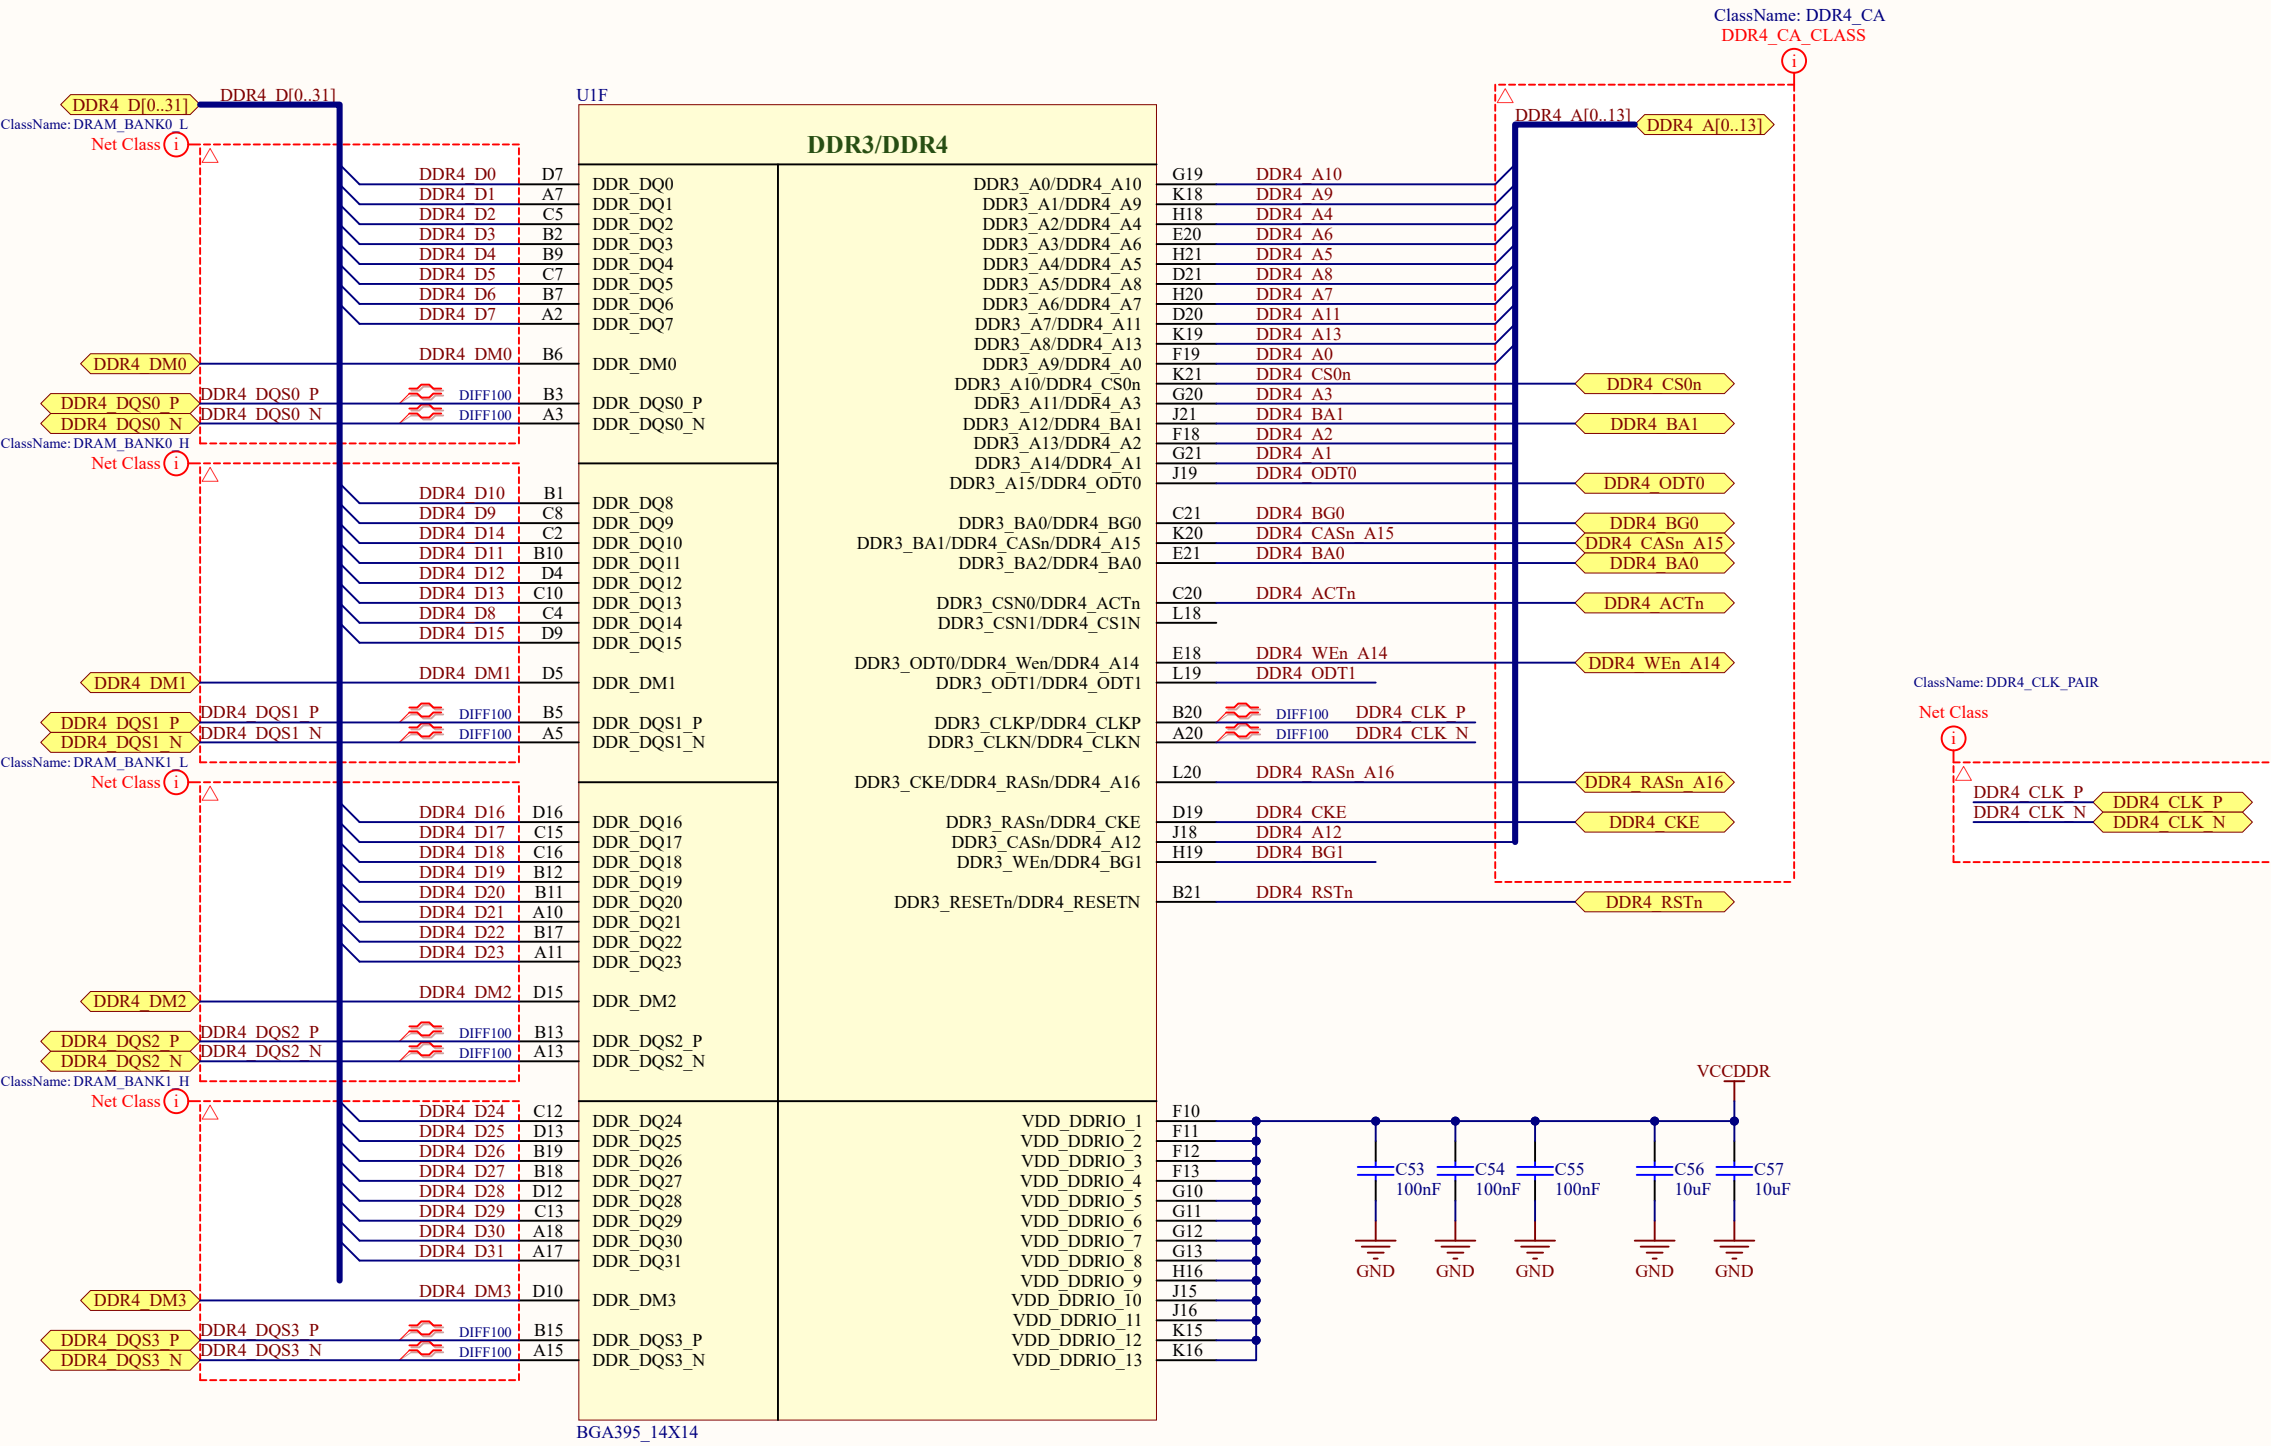 ClassName: DDR4_CA
DDR4_CA_CLASS
i
DDR4_D[0..31]
DDR4_D[0..31]
ClassName: DRAM_BANK0_L
Net Class i
DDR4_D0 D7
DDR4_D1 A7
DDR4_D2 C5
DDR4_D3 B2
DDR4_D4 B9
DDR4_D5 C7
DDR4_D6 B7
DDR4_D7 A2
DDR4_DM0 DDR4_DM0 B6
DDR4_DQS0_P DDR4_DQS0_P DIFF100 B3
DDR4_DQS0_N DDR4_DQS0_N DIFF100 A3
ClassName: DRAM_BANK0_H
Net Class i
DDR4_D10 B1
DDR4_D9 C8
DDR4_D14 C2
DDR4_D11 B10
DDR4_D12 D4
DDR4_D13 C10
DDR4_D8 C4
DDR4_D15 D9
DDR4_DM1 DDR4_DM1 D5
DDR4_DQS1_P DDR4_DQS1_P DIFF100 B5
DDR4_DQS1_N DDR4_DQS1_N DIFF100 A5
ClassName: DRAM_BANK1_L
Net Class i
DDR4_D16 D16
DDR4_D17 C15
DDR4_D18 C16
DDR4_D19 B12
DDR4_D20 B11
DDR4_D21 A10
DDR4_D22 B17
DDR4_D23 A11
DDR4_DM2 DDR4_DM2 D15
DDR4_DQS2_P DDR4_DQS2_P DIFF100 B13
DDR4_DQS2_N DDR4_DQS2_N DIFF100 A13
ClassName: DRAM_BANK1_H
Net Class i
DDR4_D24 C12
DDR4_D25 D13
DDR4_D26 B19
DDR4_D27 B18
DDR4_D28 D12
DDR4_D29 C13
DDR4_D30 A18
DDR4_D31 A17
DDR4_DM3 DDR4_DM3 D10
DDR4_DQS3_P DDR4_DQS3_P DIFF100 B15
DDR4_DQS3_N DDR4_DQS3_N DIFF100 A15
U1F
DDR3/DDR4
DDR_DQ0
DDR_DQ1
DDR_DQ2
DDR_DQ3
DDR_DQ4
DDR_DQ5
DDR_DQ6
DDR_DQ7
DDR_DM0
DDR_DQS0_P
DDR_DQS0_N
DDR_DQ8
DDR_DQ9
DDR_DQ10
DDR_DQ11
DDR_DQ12
DDR_DQ13
DDR_DQ14
DDR_DQ15
DDR_DM1
DDR_DQS1_P
DDR_DQS1_N
DDR_DQ16
DDR_DQ17
DDR_DQ18
DDR_DQ19
DDR_DQ20
DDR_DQ21
DDR_DQ22
DDR_DQ23
DDR_DM2
DDR_DQS2_P
DDR_DQS2_N
DDR_DQ24
DDR_DQ25
DDR_DQ26
DDR_DQ27
DDR_DQ28
DDR_DQ29
DDR_DQ30
DDR_DQ31
DDR_DM3
DDR_DQS3_P
DDR_DQS3_N
BGA395_14X14
DDR4_A[0..13] DDR4_A[0..13]
DDR3_A0/DDR4_A10 G19 DDR4_A10
DDR3_A1/DDR4_A9 K18 DDR4_A9
DDR3_A2/DDR4_A4 H18 DDR4_A4
DDR3_A3/DDR4_A6 E20 DDR4_A6
DDR3_A4/DDR4_A5 H21 DDR4_A5
DDR3_A5/DDR4_A8 D21 DDR4_A8
DDR3_A6/DDR4_A7 H20 DDR4_A7
DDR3_A7/DDR4_A11 D20 DDR4_A11
DDR3_A8/DDR4_A13 K19 DDR4_A13
DDR3_A9/DDR4_A0 F19 DDR4_A0
DDR3_A10/DDR4_CS0n K21 DDR4_CS0n DDR4_CS0n
DDR3_A11/DDR4_A3 G20 DDR4_A3
DDR3_A12/DDR4_BA1 J21 DDR4_BA1 DDR4_BA1
DDR3_A13/DDR4_A2 F18 DDR4_A2
DDR3_A14/DDR4_A1 G21 DDR4_A1
DDR3_A15/DDR4_ODT0 J19 DDR4_ODT0 DDR4_ODT0
DDR3_BA0/DDR4_BG0 C21 DDR4_BG0 DDR4_BG0
DDR3_BA1/DDR4_CASn/DDR4_A15 K20 DDR4_CASn_A15 DDR4_CASn_A15
DDR3_BA2/DDR4_BA0 E21 DDR4_BA0 DDR4_BA0
DDR3_CSN0/DDR4_ACTn C20 DDR4_ACTn DDR4_ACTn
DDR3_CSN1/DDR4_CS1N L18
DDR3_ODT0/DDR4_Wen/DDR4_A14 E18 DDR4_WEn_A14 DDR4_WEn_A14
DDR3_ODT1/DDR4_ODT1 L19 DDR4_ODT1
DDR3_CLKP/DDR4_CLKP B20 DIFF100 DDR4_CLK_P
DDR3_CLKN/DDR4_CLKN A20 DIFF100 DDR4_CLK_N
DDR3_CKE/DDR4_RASn/DDR4_A16 L20 DDR4_RASn_A16 DDR4_RASn_A16
DDR3_RASn/DDR4_CKE D19 DDR4_CKE DDR4_CKE
DDR3_CASn/DDR4_A12 J18 DDR4_A12
DDR3_WEn/DDR4_BG1 H19 DDR4_BG1
DDR3_RESETn/DDR4_RESETN B21 DDR4_RSTn DDR4_RSTn
ClassName: DDR4_CLK_PAIR
Net Class
i
DDR4_CLK_P DDR4_CLK_P
DDR4_CLK_N DDR4_CLK_N
VDD_DDRIO_1 F10
VDD_DDRIO_2 F11
VDD_DDRIO_3 F12
VDD_DDRIO_4 F13
VDD_DDRIO_5 G10
VDD_DDRIO_6 G11
VDD_DDRIO_7 G12
VDD_DDRIO_8 G13
VDD_DDRIO_9 H16
VDD_DDRIO_10 J15
VDD_DDRIO_11 J16
VDD_DDRIO_12 K15
VDD_DDRIO_13 K16
VCCDDR
C53 C54 C55 C56 C57
100nF 100nF 100nF 10uF 10uF
GND GND GND GND GND